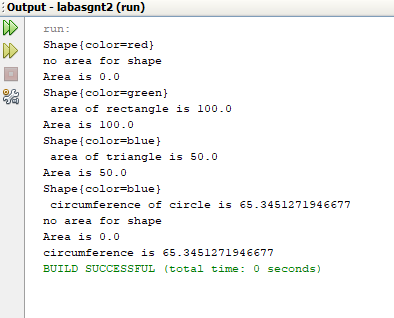 Output - labasgnt2 (run)
run:
Shape{color=red}
no area for shape
Area is 0.0
Shape{color=green}
 area of rectangle is 100.0
Area is 100.0
Shape{color=blue}
 area of triangle is 50.0
Area is 50.0
Shape{color=blue}
 circumference of circle is 65.3451271946677
no area for shape
Area is 0.0
circumference is 65.3451271946677
BUILD SUCCESSFUL (total time: 0 seconds)